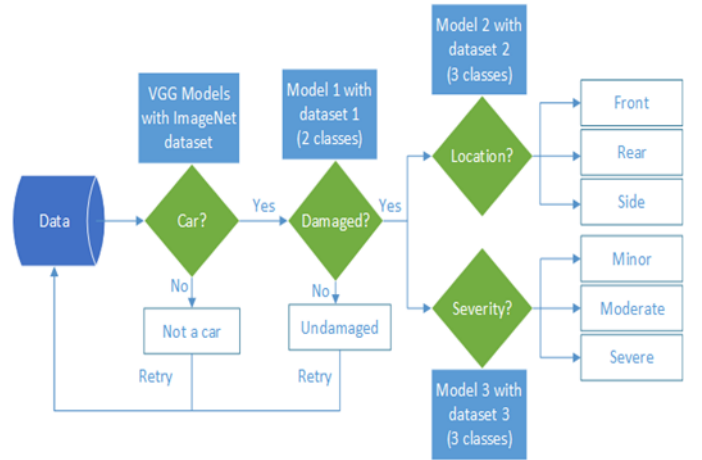 Model 2 with
dataset 2
(3 classes)
VGG Models
with ImageNet
dataset
Model 1 with
dataset 1
(2 classes)
Front
Location?
Rear
Side
Data
Car?
Yes
Damaged?
Yes
No
No
Not a car
Undamaged
Retry
Retry
Severity?
Minor
Moderate
Severe
Model 3 with
dataset 3
(3 classes)